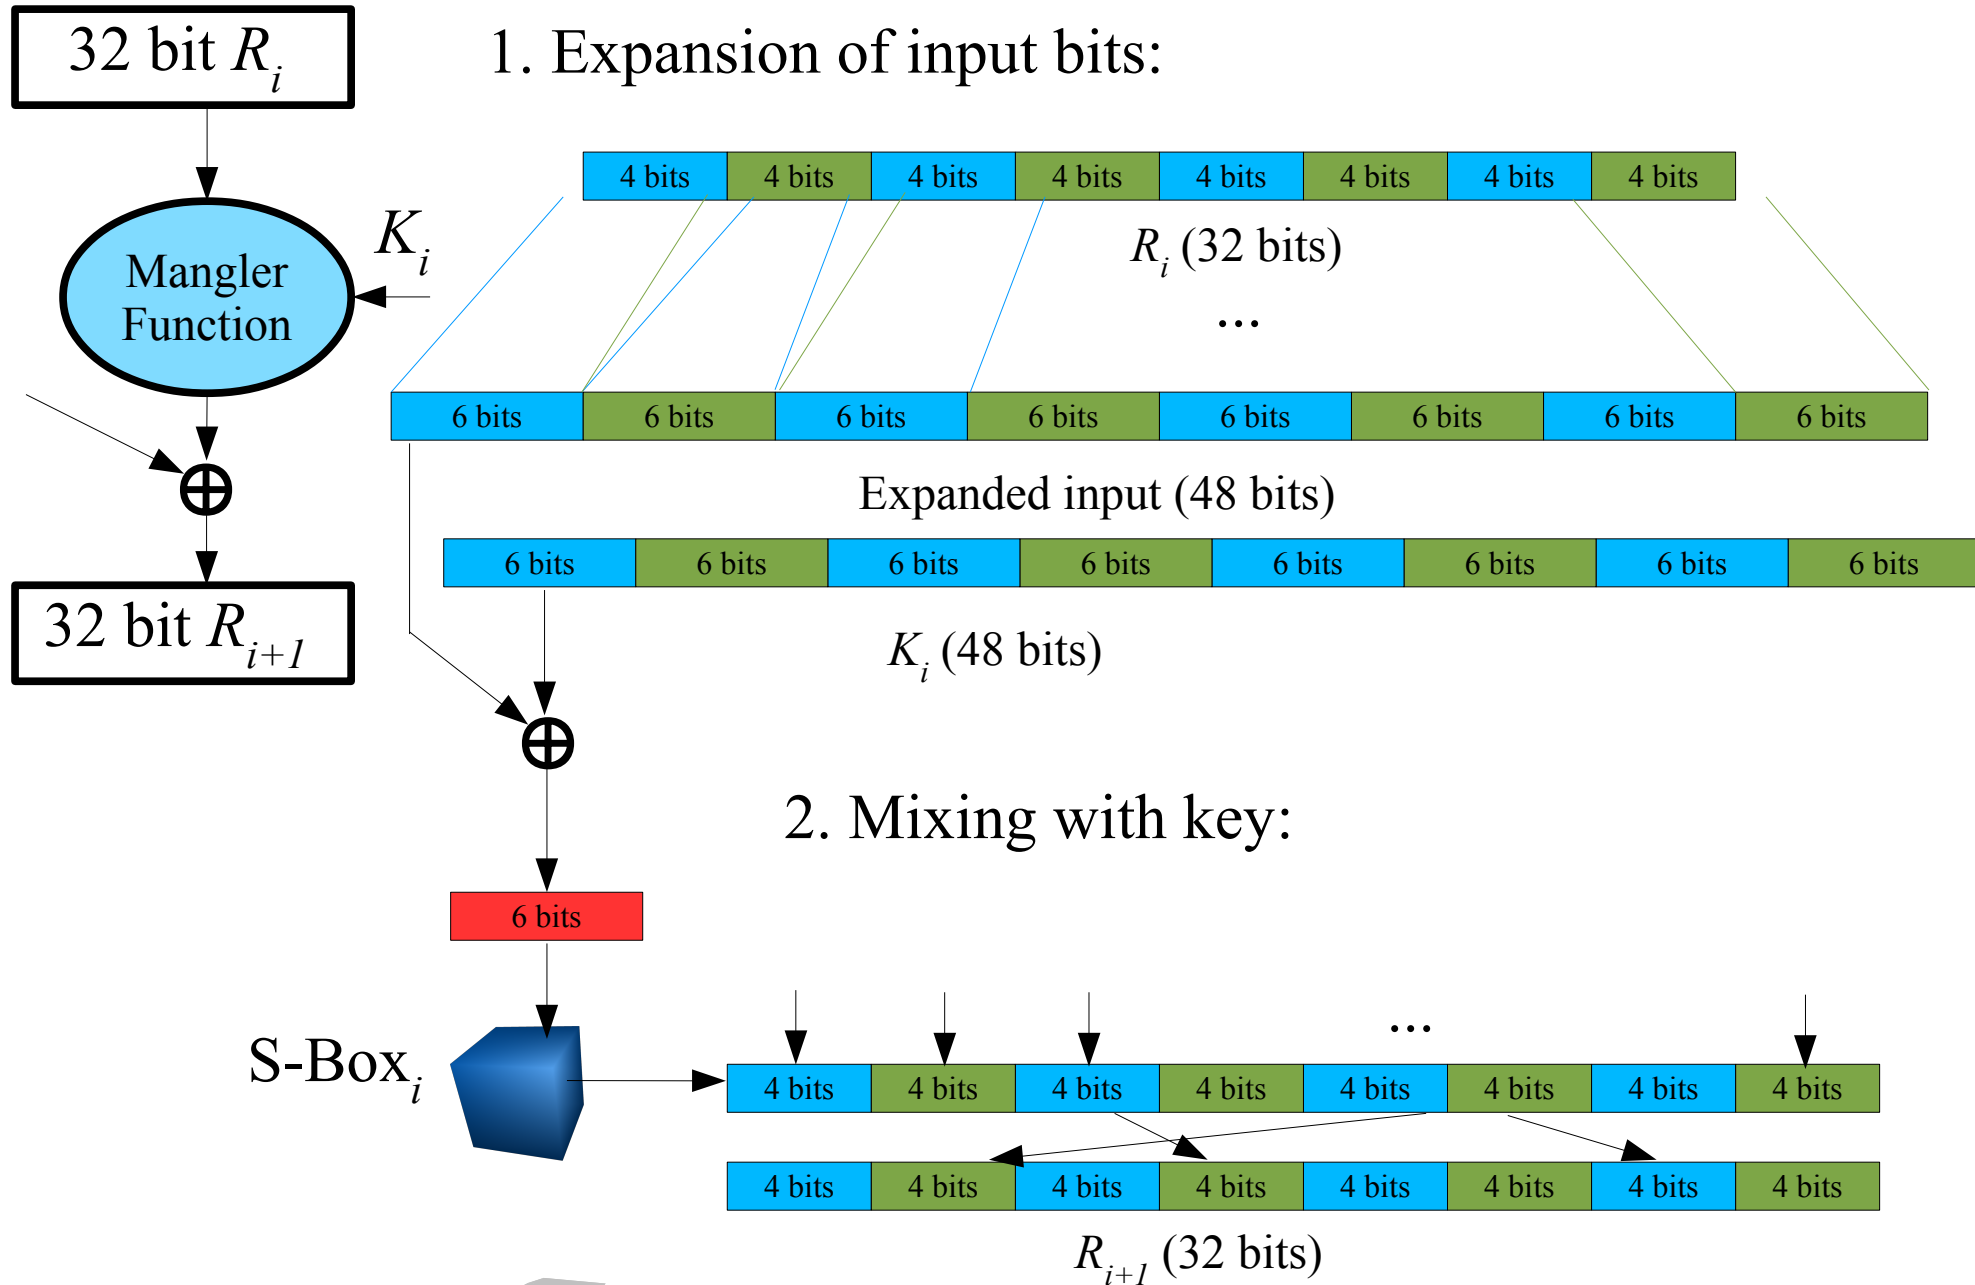 32 bit R_i
1. Expansion of input bits:
4 bits 4 bits 4 bits 4 bits 4 bits 4 bits 4 bits 4 bits
R_i (32 bits)
K_i
Mangler
Function
...
6 bits 6 bits 6 bits 6 bits 6 bits 6 bits 6 bits 6 bits
Expanded input (48 bits)
6 bits 6 bits 6 bits 6 bits 6 bits 6 bits 6 bits 6 bits
32 bit R_{i+1}
K_i (48 bits)
2. Mixing with key:
6 bits
...
S-Box_i
4 bits 4 bits 4 bits 4 bits 4 bits 4 bits 4 bits 4 bits
4 bits 4 bits 4 bits 4 bits 4 bits 4 bits 4 bits 4 bits
R_{i+1} (32 bits)